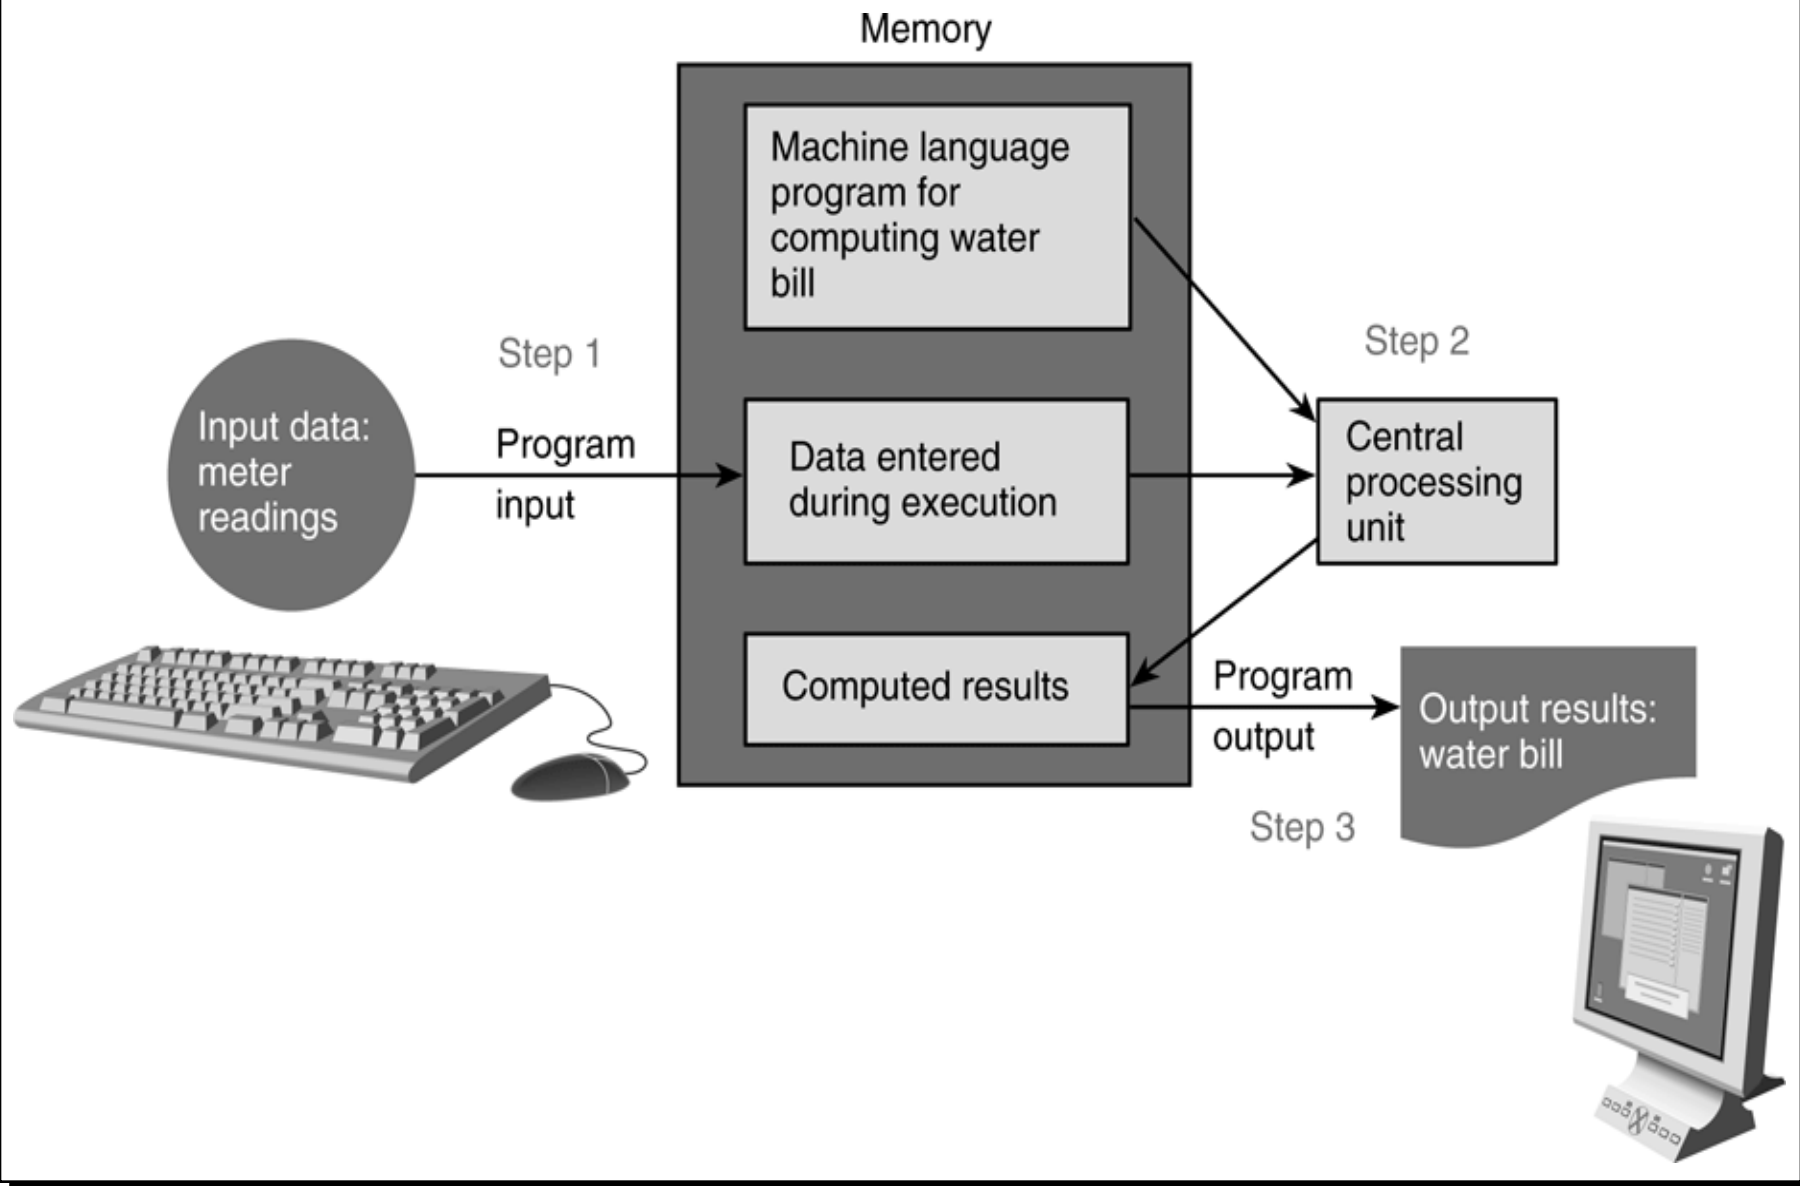 Memory
Machine language
program for
computing water
bill
Step 1
Step 2
Input data:
meter
readings
Program
input
Data entered
during execution
Central
processing
unit
Computed results
Program
output
Output results:
water bill
Step 3